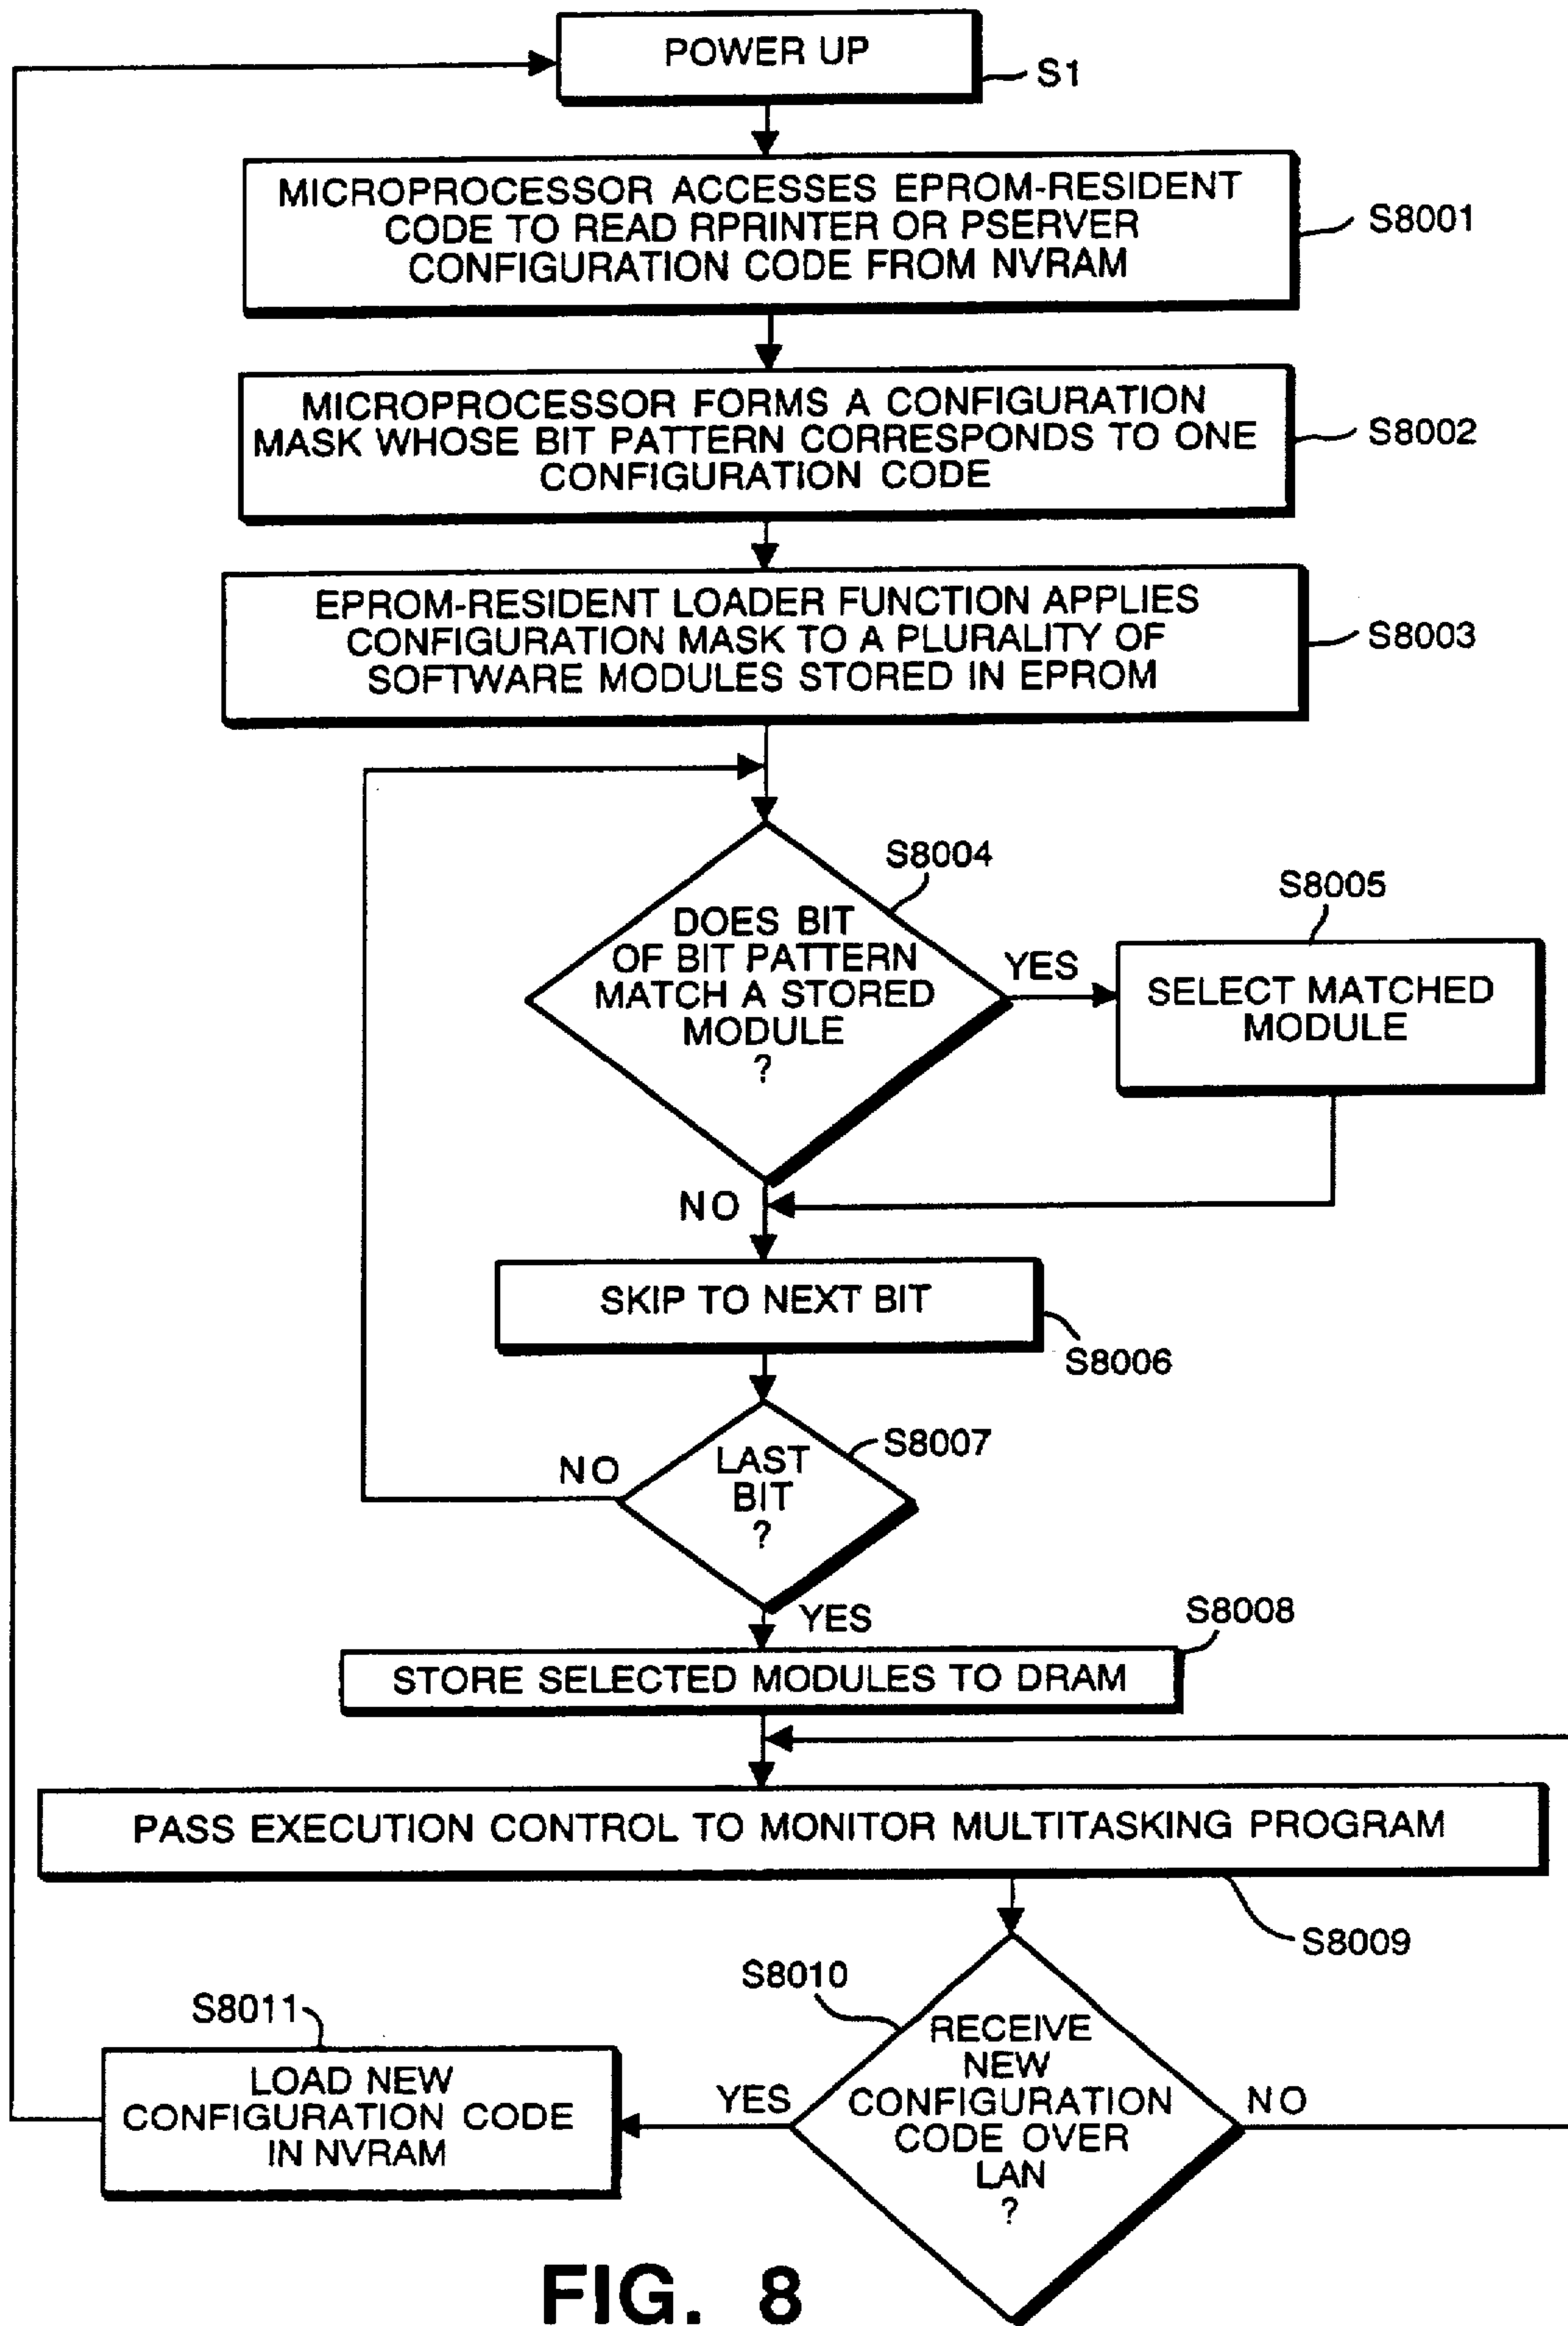 POWER UP
S1
MICROPROCESSOR ACCESSES EPROM-RESIDENT
CODE TO READ RPRINTER OR PSERVER
CONFIGURATION CODE FROM NVRAM
S8001
MICROPROCESSOR FORMS A CONFIGURATION
MASK WHOSE BIT PATTERN CORRESPONDS TO ONE
CONFIGURATION CODE
S8002
EPROM-RESIDENT LOADER FUNCTION APPLIES
CONFIGURATION MASK TO A PLURALITY OF
SOFTWARE MODULES STORED IN EPROM
S8003
S8004
DOES BIT
OF BIT PATTERN
MATCH A STORED
MODULE
?
YES
S8005
SELECT MATCHED
MODULE
NO
SKIP TO NEXT BIT
S8006
S8007
LAST
BIT
?
NO
YES
S8008
STORE SELECTED MODULES TO DRAM
PASS EXECUTION CONTROL TO MONITOR MULTITASKING PROGRAM
S8009
S8010
RECEIVE
NEW
CONFIGURATION
CODE OVER
LAN
?
YES
NO
S8011
LOAD NEW
CONFIGURATION CODE
IN NVRAM
FIG. 8